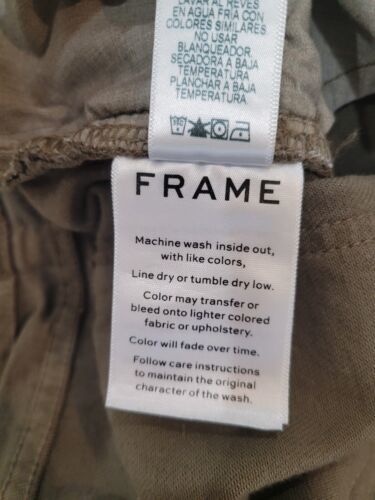 LAVAR AL REVES
EN AGUA FRIA CON
COLORES SIMILARES
NO USAR
BLANQUEADOR
SECADORA A BAJA
TEMPERATURA
PLANCHAR A BAJA
TEMPERATURA
FRAME
Machine wash inside out,
with like colors,
Line dry or tumble dry low.
Color may transfer or
bleed onto lighter colored
fabric or upholstery.
Color will fade over time.
Follow care instructions
to maintain the original
character of the wash.